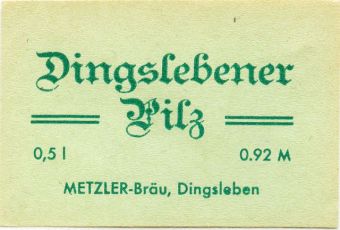 Dingslebener
Pilz
0,5 l 0.92 M
METZLER-Bräu, Dingsleben